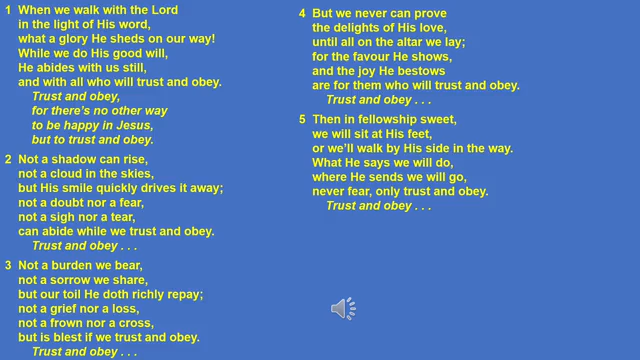 1 When we walk with the Lord
in the light of His word,
what a glory He sheds on our way!
While we do His good will,
He abides with us still,
and with all who will trust and obey.
Trust and obey,
for there's no other way
to be happy in Jesus,
but to trust and obey.
2 Not a shadow can rise,
not a cloud in the skies,
but His smile quickly drives it away;
not a doubt nor a fear,
not a sigh nor a tear,
can abide while we trust and obey.
Trust and obey . . .
3 Not a burden we bear,
not a sorrow we share,
but our toil He doth richly repay;
not a grief nor a loss,
not a frown nor a cross,
but is blest if we trust and obey.
Trust and obey . . .
4 But we never can prove
the delights of His love,
until all on the altar we lay;
for the favour He shows,
and the joy He bestows
are for them who will trust and obey.
Trust and obey . . .
5 Then in fellowship sweet,
we will sit at His feet,
or we'll walk by His side in the way.
What He says we will do,
where He sends we will go,
never fear, only trust and obey.
Trust and obey . . .